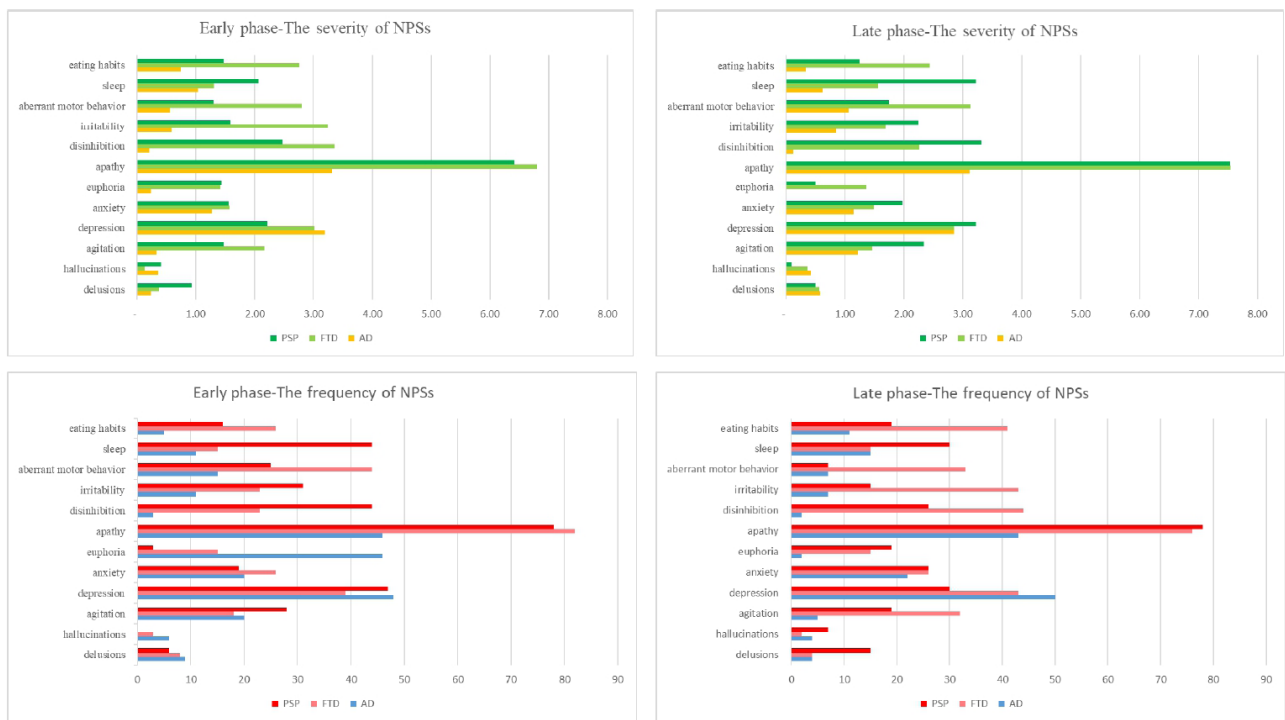 Early phase-The severity of NPSs
eating habits
sleep
aberrant motor behavior
irritability
disinhibition
apathy
euphoria
anxiety
depression
agitation
hallucinations
delusions
- 1.00 2.00 3.00 4.00 5.00 6.00 7.00 8.00
PSP FTD AD
Late phase-The severity of NPSs
eating habits
sleep
aberrant motor behavior
irritability
disinhibition
apathy
euphoria
anxiety
depression
agitation
hallucinations
delusions
- 1.00 2.00 3.00 4.00 5.00 6.00 7.00 8.00
PSP FTD AD
Early phase-The frequency of NPSs
eating habits
sleep
aberrant motor behavior
irritability
disinhibition
apathy
euphoria
anxiety
depression
agitation
hallucinations
delusions
0 10 20 30 40 50 60 70 80 90
PSP FTD AD
Late phase-The frequency of NPSs
eating habits
sleep
aberrant motor behavior
irritability
disinhibition
apathy
euphoria
anxiety
depression
agitation
hallucinations
delusions
0 10 20 30 40 50 60 70 80 90
PSP FTD AD